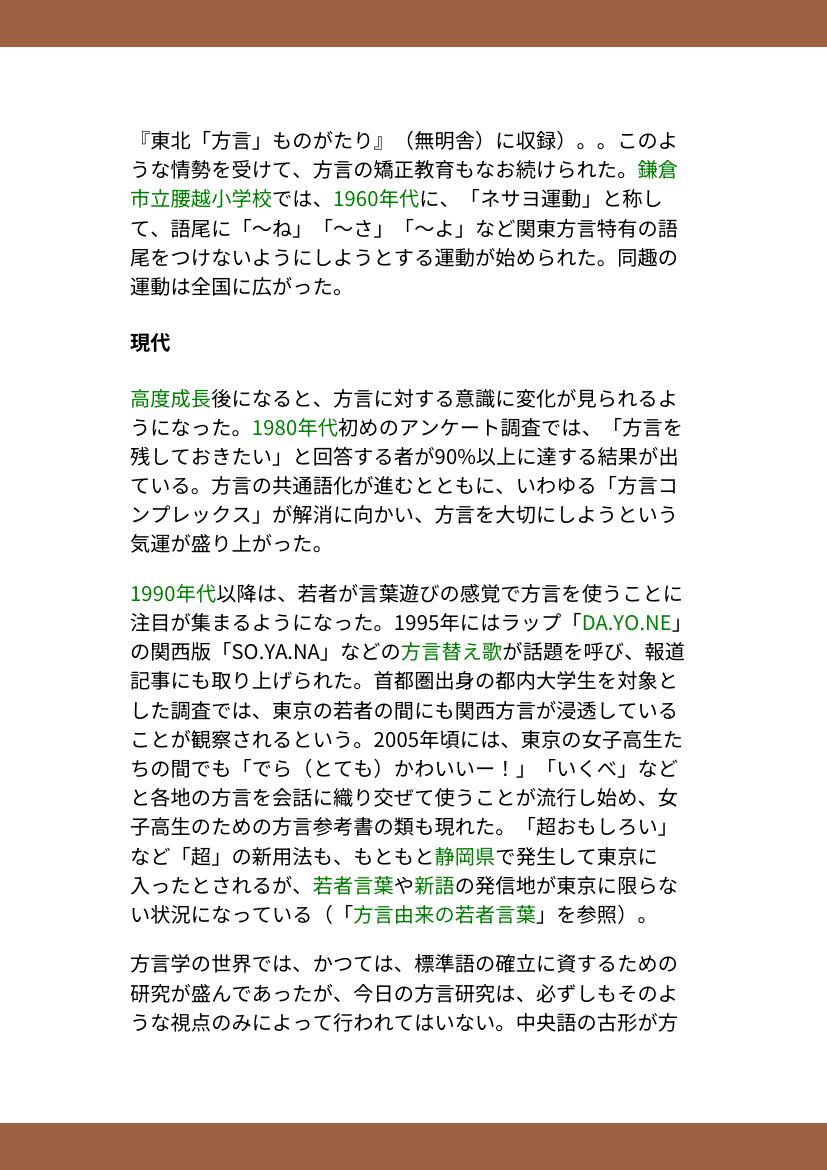 『東北「方言」ものがたり』（無明舎）に収録）。。このよ
うな情勢を受けて、方言の矯正教育もなお続けられた。鎌倉
市立腰越小学校では、1960年代に、「ネサヨ運動」と称し
て、語尾に「〜ね」「〜さ」「〜よ」など関東方言特有の語
尾をつけないようにしようとする運動が始められた。同趣の
運動は全国に広がった。
現代
高度成長後になると、方言に対する意識に変化が見られるよ
うになった。1980年代初めのアンケート調査では、「方言を
残しておきたい」と回答する者が90%以上に達する結果が出
ている。方言の共通語化が進むとともに、いわゆる「方言コ
ンプレックス」が解消に向かい、方言を大切にしようという
気運が盛り上がった。
1990年代以降は、若者が言葉遊びの感覚で方言を使うことに
注目が集まるようになった。1995年にはラップ「DA.YO.NE」
の関西版「SO.YA.NA」などの方言替え歌が話題を呼び、報道
記事にも取り上げられた。首都圏出身の都内大学生を対象と
した調査では、東京の若者の間にも関西方言が浸透している
ことが観察されるという。2005年頃には、東京の女子高生た
ちの間でも「でら（とても）かわいいー！」「いくべ」など
と各地の方言を会話に織り交ぜて使うことが流行し始め、女
子高生のための方言参考書の類も現れた。「超おもしろい」
など「超」の新用法も、もともと静岡県で発生して東京に
入ったとされるが、若者言葉や新語の発信地が東京に限らな
い状況になっている（「方言由来の若者言葉」を参照）。
方言学の世界では、かつては、標準語の確立に資するための
研究が盛んであったが、今日の方言研究は、必ずしもそのよ
うな視点のみによって行われてはいない。中央語の古形が方